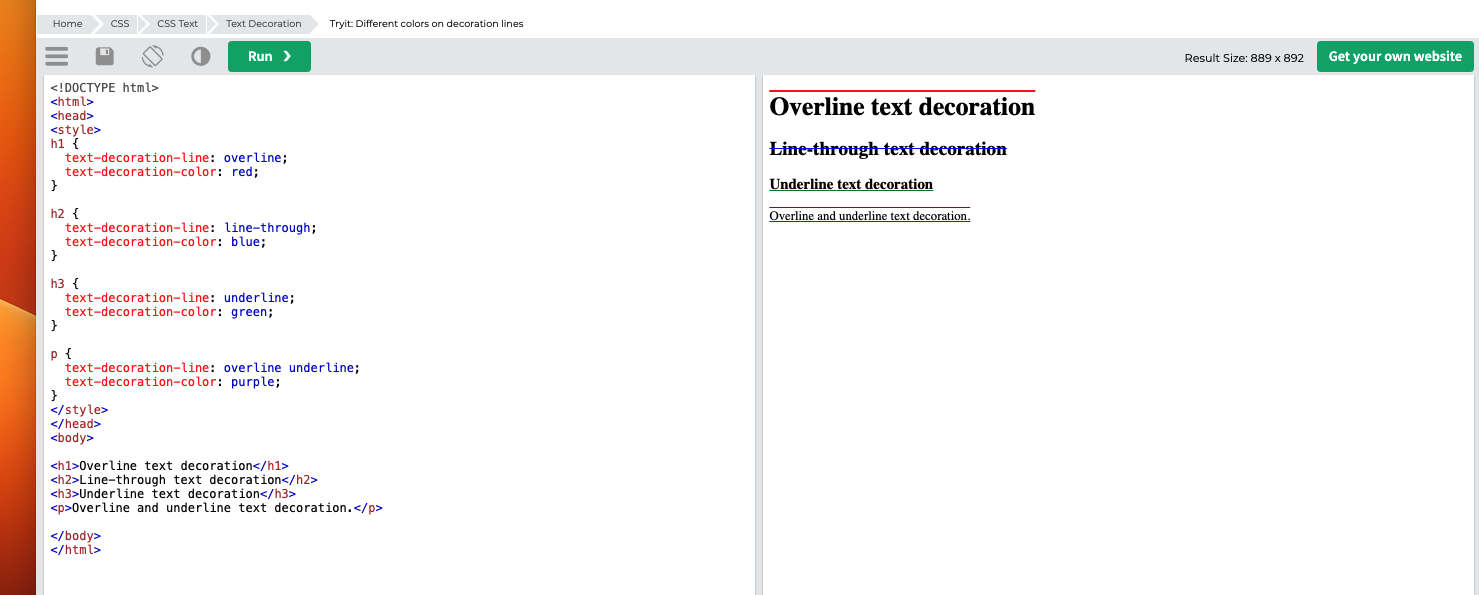 Home CSS CSS Text Text Decoration Tryit: Different colors on decoration lines
Run ❯ Result Size: 889 x 892 Get your own website
<!DOCTYPE html>
<html>
<head>
<style>
h1 {
  text-decoration-line: overline;
  text-decoration-color: red;
}

h2 {
  text-decoration-line: line-through;
  text-decoration-color: blue;
}

h3 {
  text-decoration-line: underline;
  text-decoration-color: green;
}

p {
  text-decoration-line: overline underline;
  text-decoration-color: purple;
}
</style>
</head>
<body>

<h1>Overline text decoration</h1>
<h2>Line-through text decoration</h2>
<h3>Underline text decoration</h3>
<p>Overline and underline text decoration.</p>

</body>
</html>
Overline text decoration
Line-through text decoration
Underline text decoration
Overline and underline text decoration.